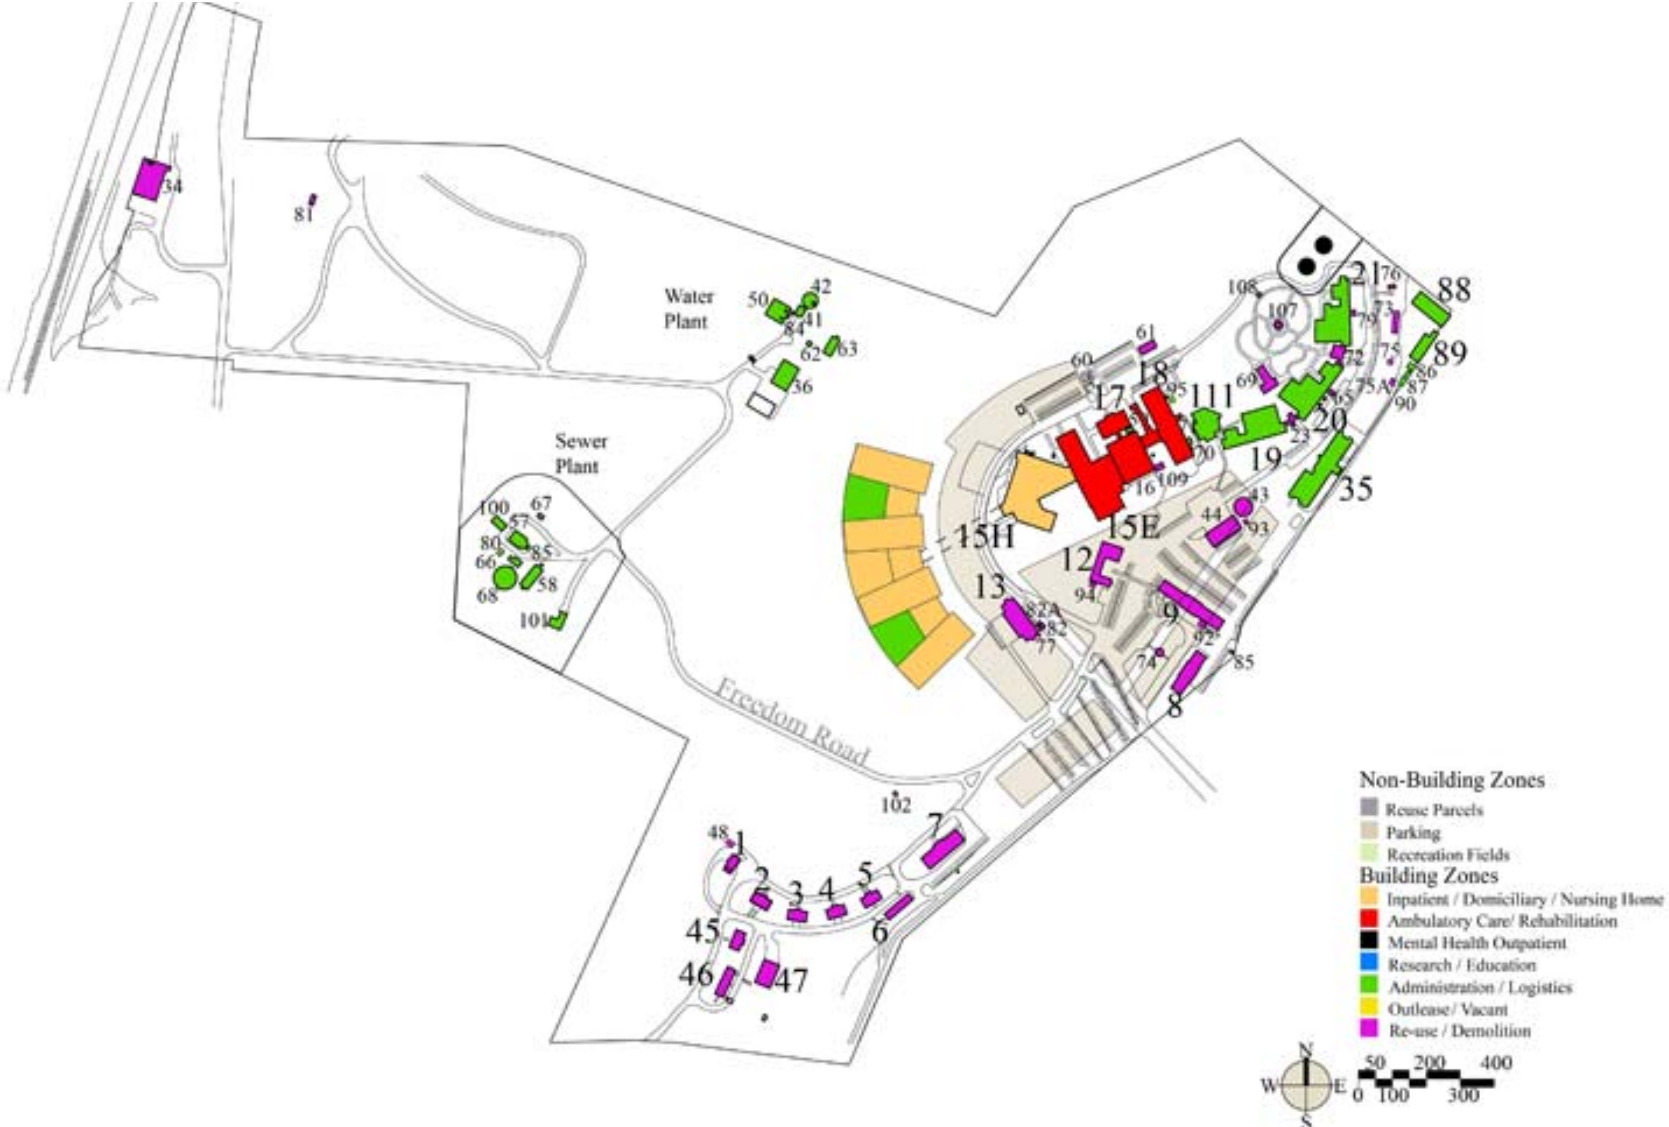 34
81
Water
Plant
50
42
84
41
62
63
36
Sewer
Plant
100
57
67
80
85
66
68
58
101
Freedom Road
102
108
107
21
76
88
79
73
89
72
75
86
75A
87
90
69
65
20
23
61
60
18
95
17
111
70
19
35
16
109
15H
15E
43
44
93
12
94
13
82A
82
77
9
92
74
85
8
48
1
2
3
4
5
7
6
45
46
47
Non-Building Zones
Reuse Parcels
Parking
Recreation Fields
Building Zones
Inpatient / Domiciliary / Nursing Home
Ambulatory Care/ Rehabilitation
Mental Health Outpatient
Research / Education
Administration / Logistics
Outlease / Vacant
Re-use / Demolition
N
W E
S
50 200 400
0 100 300